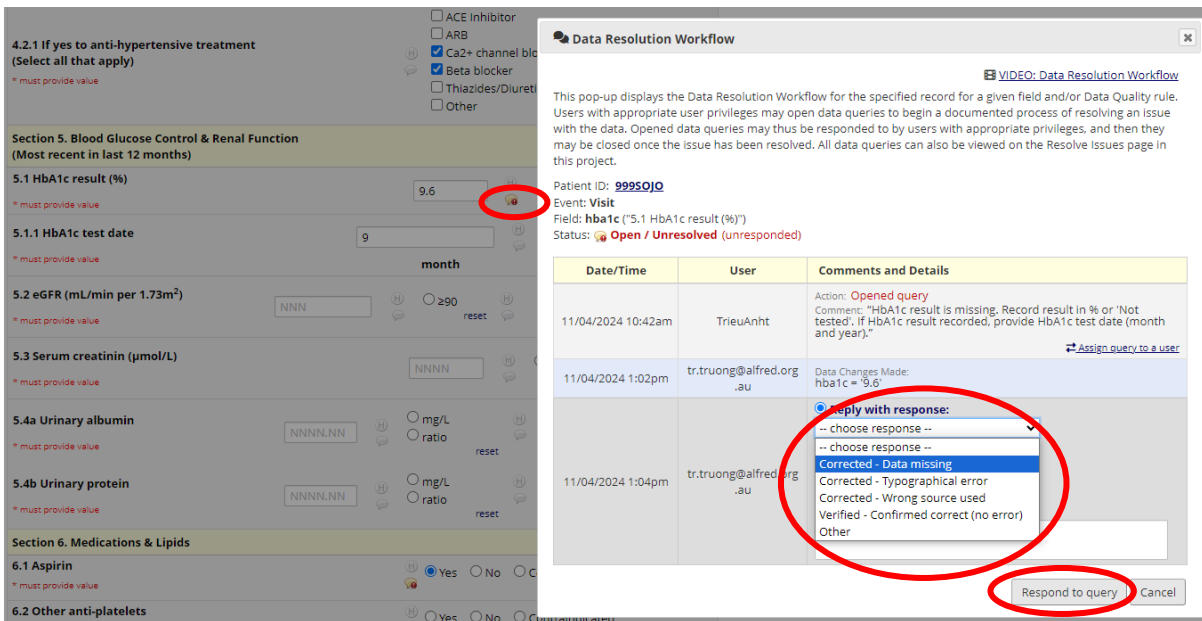 ACE Inhibitor
ARB
4.2.1 If yes to anti-hypertensive treatment
(Select all that apply)
* must provide value
H
Ca2+ channel blo
Beta blocker
Thiazides/Diureti
Other
Section 5. Blood Glucose Control & Renal Function
(Most recent in last 12 months)
5.1 HbA1c result (%)
* must provide value
9.6
H
5.1.1 HbA1c test date
* must provide value
9
H
month
5.2 eGFR (mL/min per 1.73m²)
* must provide value
NNN
H
≥90
H
reset
5.3 Serum creatinin (µmol/L)
* must provide value
NNNN
H
5.4a Urinary albumin
* must provide value
NNNN.NN
H
mg/L
ratio
H
reset
5.4b Urinary protein
* must provide value
NNNN.NN
H
mg/L
ratio
H
reset
Section 6. Medications & Lipids
6.1 Aspirin
* must provide value
H
Yes
No
C
6.2 Other anti-platelets
H
Yes
No
Contraindicated
Data Resolution Workflow
VIDEO: Data Resolution Workflow
This pop-up displays the Data Resolution Workflow for the specified record for a given field and/or Data Quality rule.
Users with appropriate user privileges may open data queries to begin a documented process of resolving an issue
with the data. Opened data queries may thus be responded to by users with appropriate privileges, and then they
may be closed once the issue has been resolved. All data queries can also be viewed on the Resolve Issues page in
this project.
Patient ID: 999SOJO
Event: Visit
Field: hba1c ("5.1 HbA1c result (%)")
Status: Open / Unresolved (unresponded)
Date/Time User Comments and Details
11/04/2024 10:42am
TrieuAnht
Action: Opened query
Comment: "HbA1c result is missing. Record result in % or 'Not
tested'. If HbA1c result recorded, provide HbA1c test date (month
and year)."
Assign query to a user
11/04/2024 1:02pm
tr.truong@alfred.org
.au
Data Changes Made:
hba1c = '9.6'
11/04/2024 1:04pm
tr.truong@alfred.org
.au
Reply with response:
-- choose response --
-- choose response --
Corrected - Data missing
Corrected - Typographical error
Corrected - Wrong source used
Verified - Confirmed correct (no error)
Other
Respond to query
Cancel